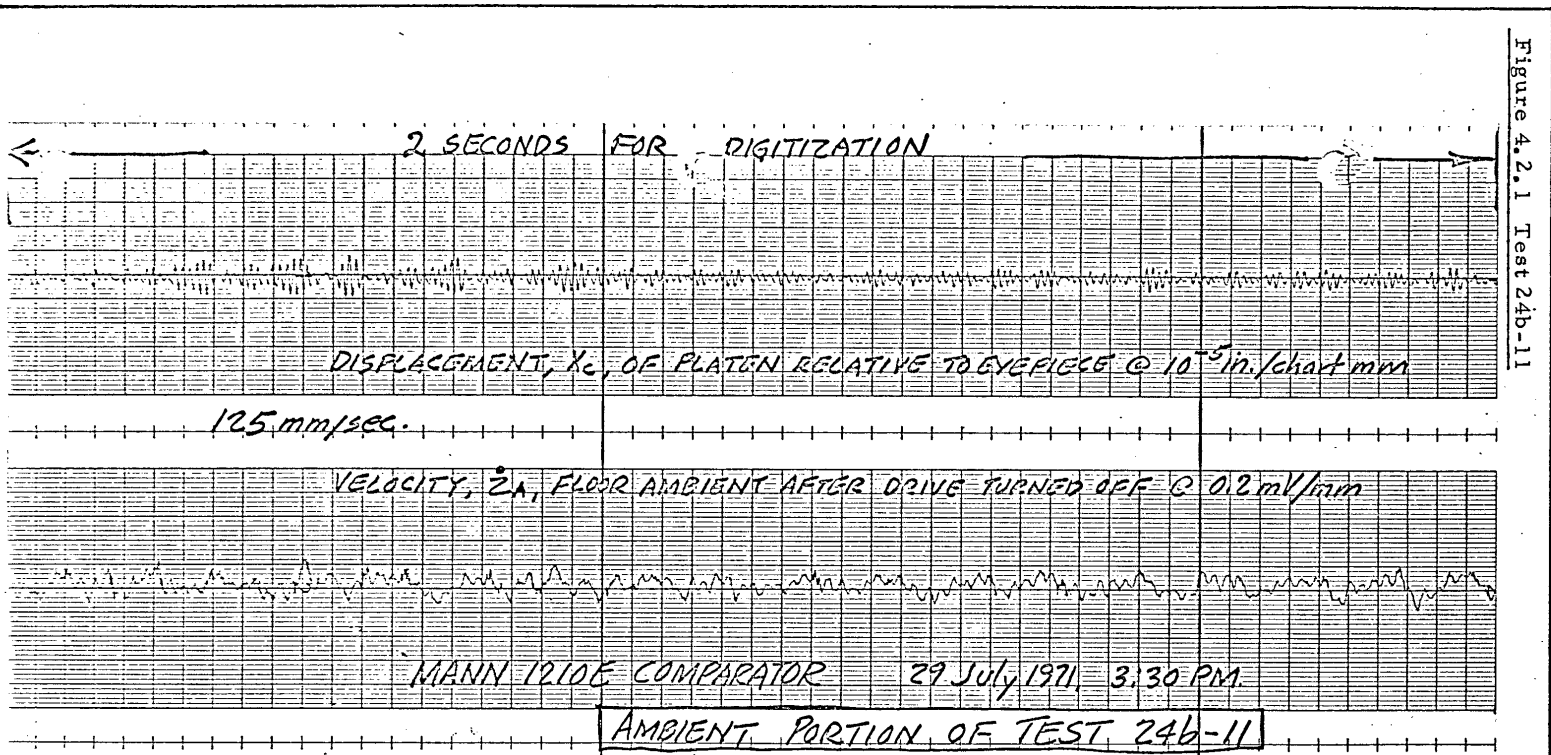 Figure 4.2.1 Test 24b-11
2 SECONDS FOR DIGITIZATION
DISPLACEMENT, Xc, OF PLATEN RELATIVE TO EYEPIECE @ 10⁻⁵ in./chart mm
125 mm/sec.
VELOCITY, ŻA, FLOOR AMBIENT AFTER DRIVE TURNED OFF @ 0.2 mV/mm
MANN 1210E COMPARATOR 29 July 1971, 3:30 PM.
AMBIENT PORTION OF TEST 24b-11